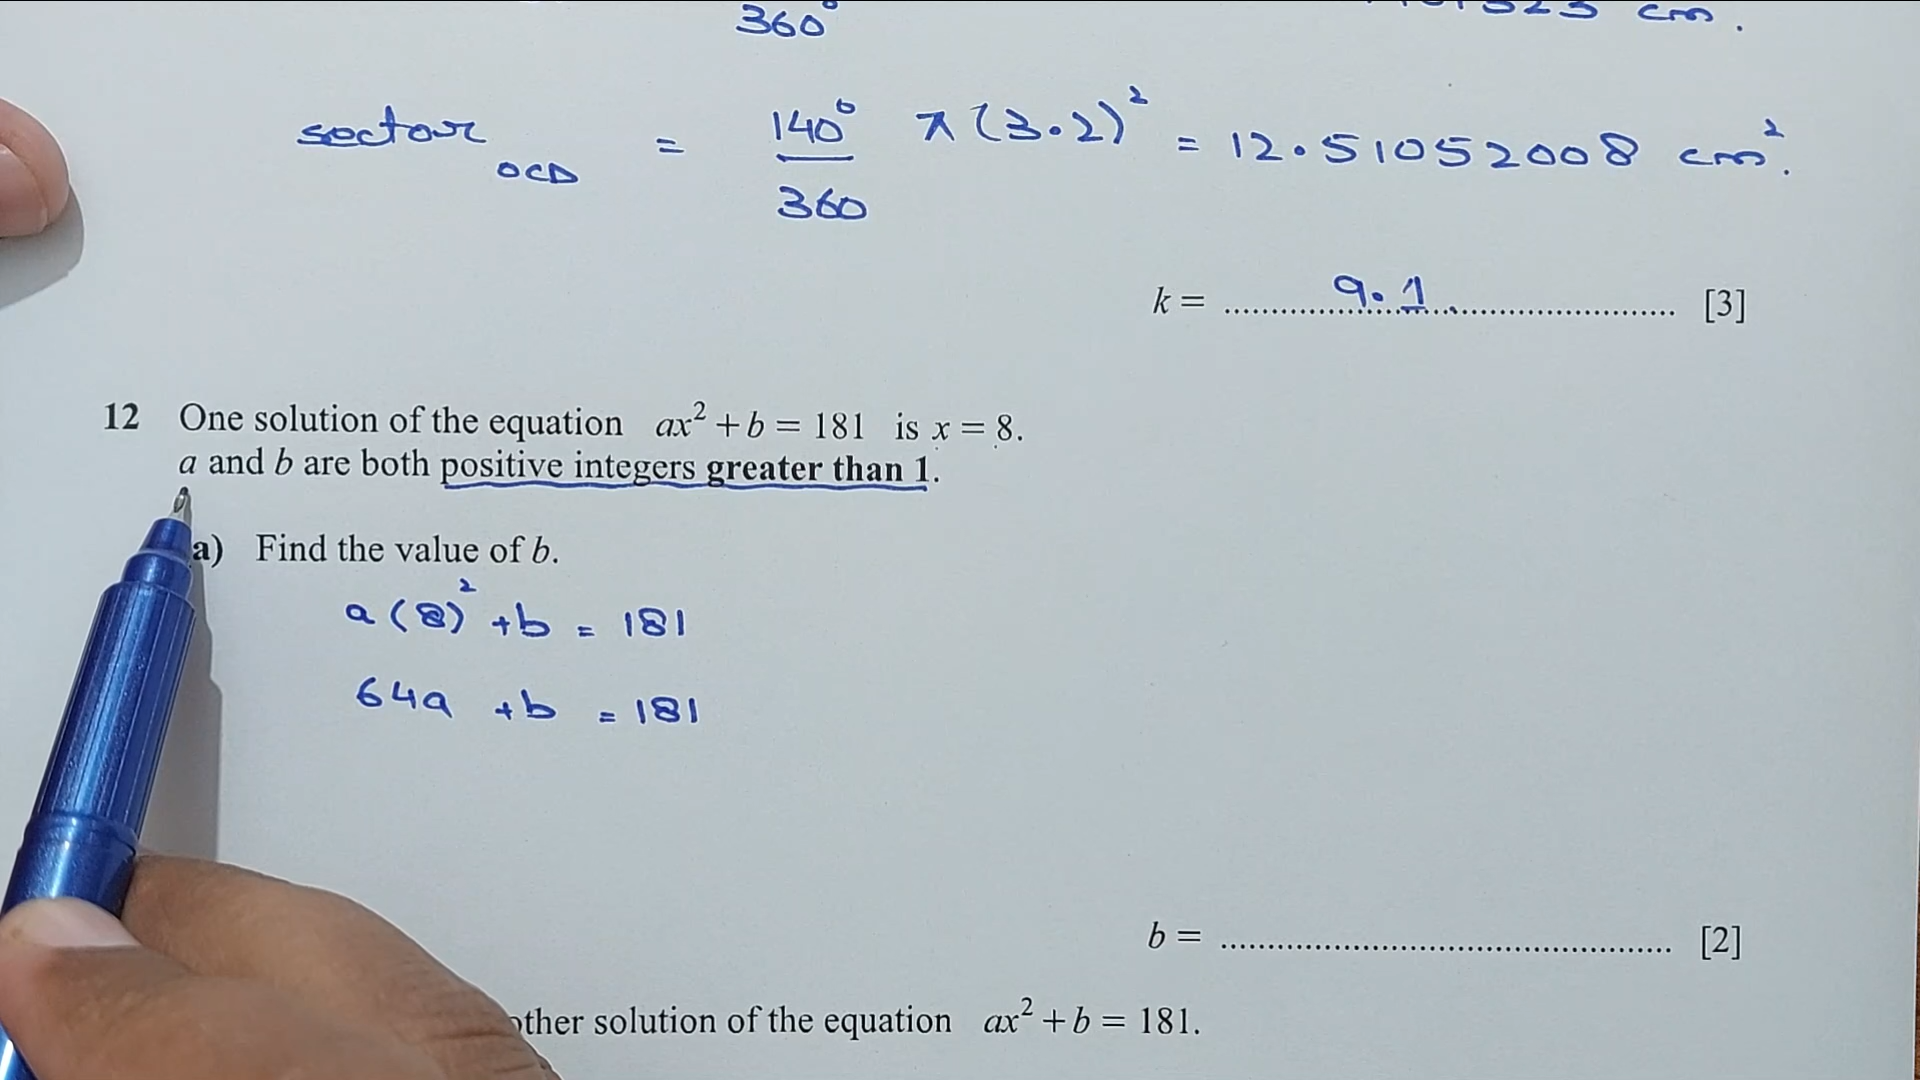 360°
323 cm.
sector OCD = 140°/360 π(3.2)² = 12.51052008 cm².
k = 9.1 [3]
12 One solution of the equation ax² + b = 181 is x = 8.
a and b are both positive integers greater than 1.
a) Find the value of b.
a(8)² + b = 181
64a + b = 181
b = [2]
other solution of the equation ax² + b = 181.